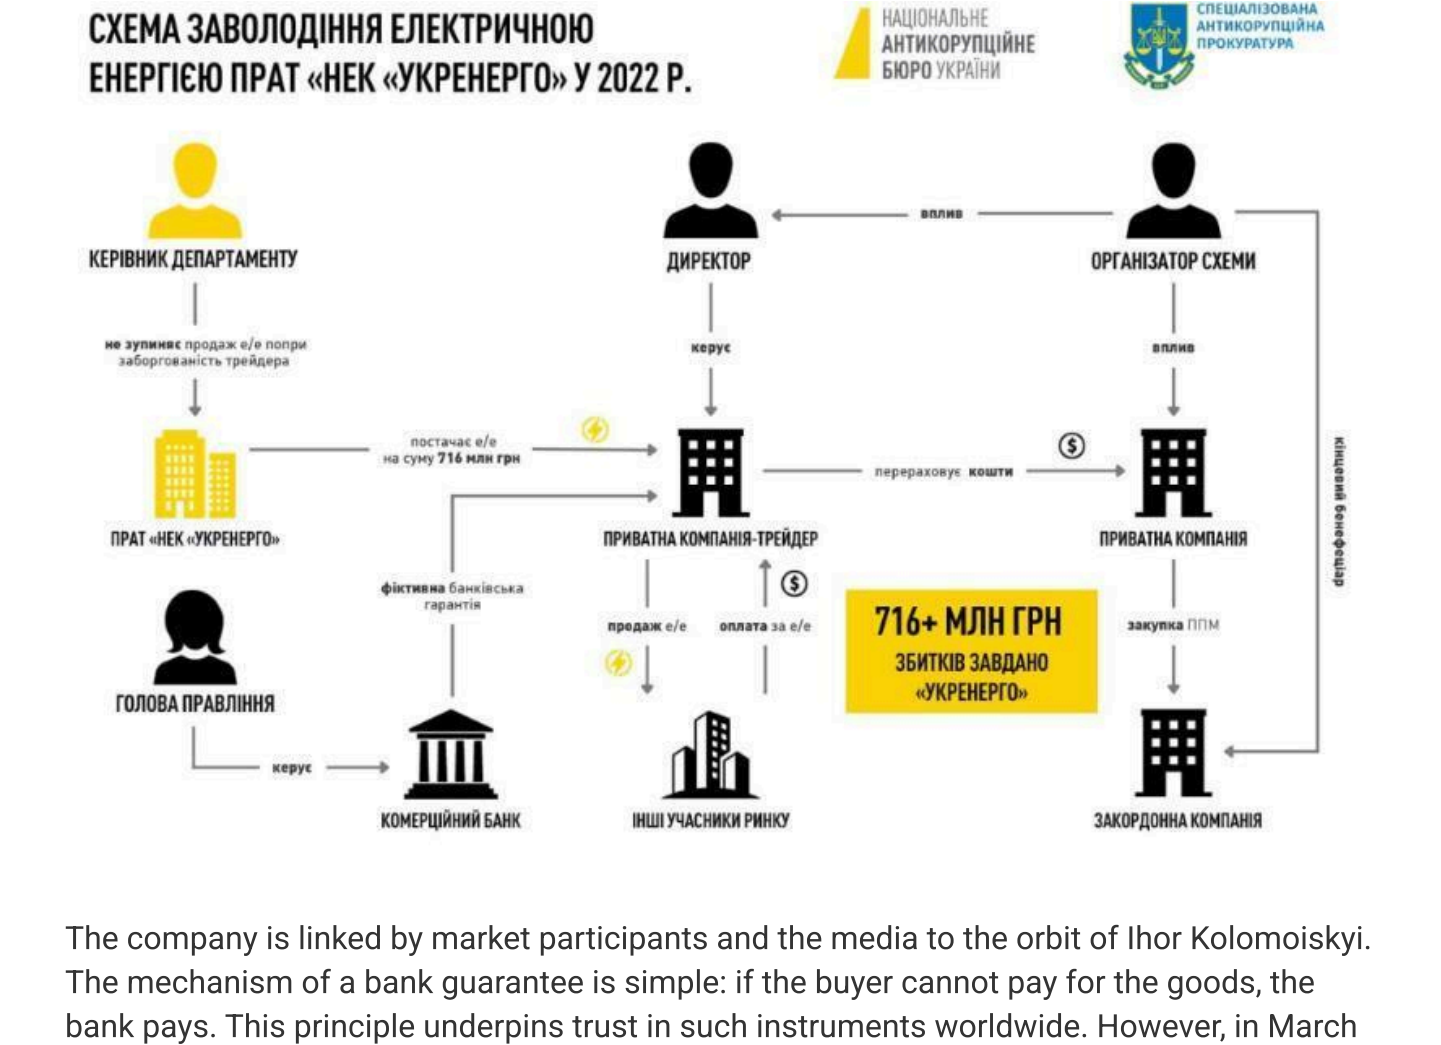 СХЕМА ЗАВОЛОДІННЯ ЕЛЕКТРИЧНОЮ
ЕНЕРГІЄЮ ПРАТ «НЕК «УКРЕНЕРГО» У 2022 Р.
НАЦІОНАЛЬНЕ
АНТИКОРУПЦІЙНЕ
БЮРО УКРАЇНИ
СПЕЦІАЛІЗОВАНА
АНТИКОРУПЦІЙНА
ПРОКУРАТУРА
КЕРІВНИК ДЕПАРТАМЕНТУ
ДИРЕКТОР
вплив
ОРГАНІЗАТОР СХЕМИ
не зупиняє продаж е/е попри
заборгованість трейдера
керує
вплив
кінцевий бенефеціар
постачає е/е
на суму 716 млн грн
перераховує кошти
ПРАТ «НЕК «УКРЕНЕРГО»
ПРИВАТНА КОМПАНІЯ-ТРЕЙДЕР
ПРИВАТНА КОМПАНІЯ
фіктивна банківська
гарантія
продаж е/е
оплата за е/е
716+ МЛН ГРН
ЗБИТКІВ ЗАВДАНО
«УКРЕНЕРГО»
закупка ППМ
ГОЛОВА ПРАВЛІННЯ
керує
КОМЕРЦІЙНИЙ БАНК
ІНШІ УЧАСНИКИ РИНКУ
ЗАКОРДОННА КОМПАНІЯ
The company is linked by market participants and the media to the orbit of Ihor Kolomoiskyi.
The mechanism of a bank guarantee is simple: if the buyer cannot pay for the goods, the
bank pays. This principle underpins trust in such instruments worldwide. However, in March